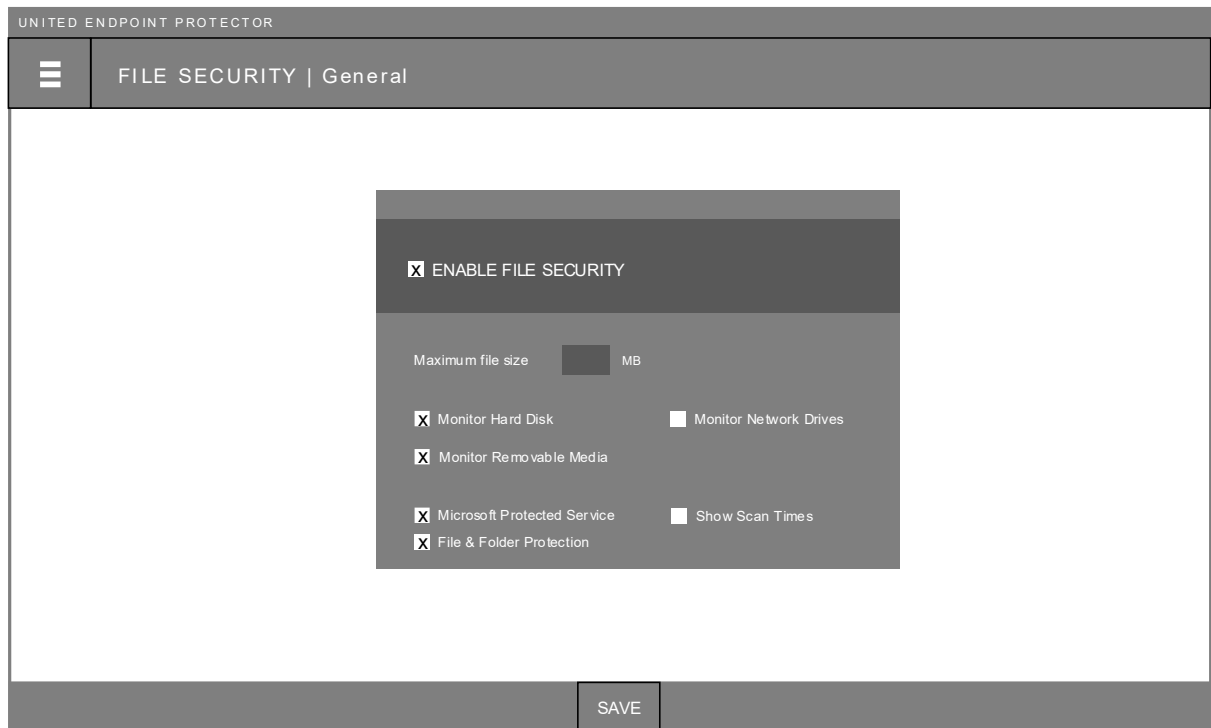 UNITED ENDPOINT PROTECTOR
FILE SECURITY | General
X ENABLE FILE SECURITY
Maximum file size MB
X Monitor Hard Disk Monitor Network Drives
X Monitor Removable Media
X Microsoft Protected Service Show Scan Times
X File & Folder Protection
SAVE